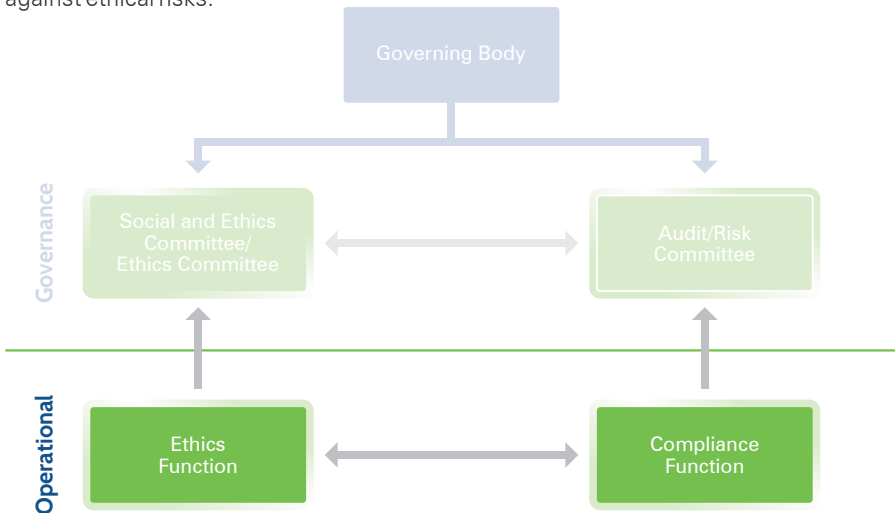 against ethical risks.
Governing Body
Governance
Social and Ethics
Committee/
Ethics Committee
Audit/Risk
Committee
Operational
Ethics
Function
Compliance
Function